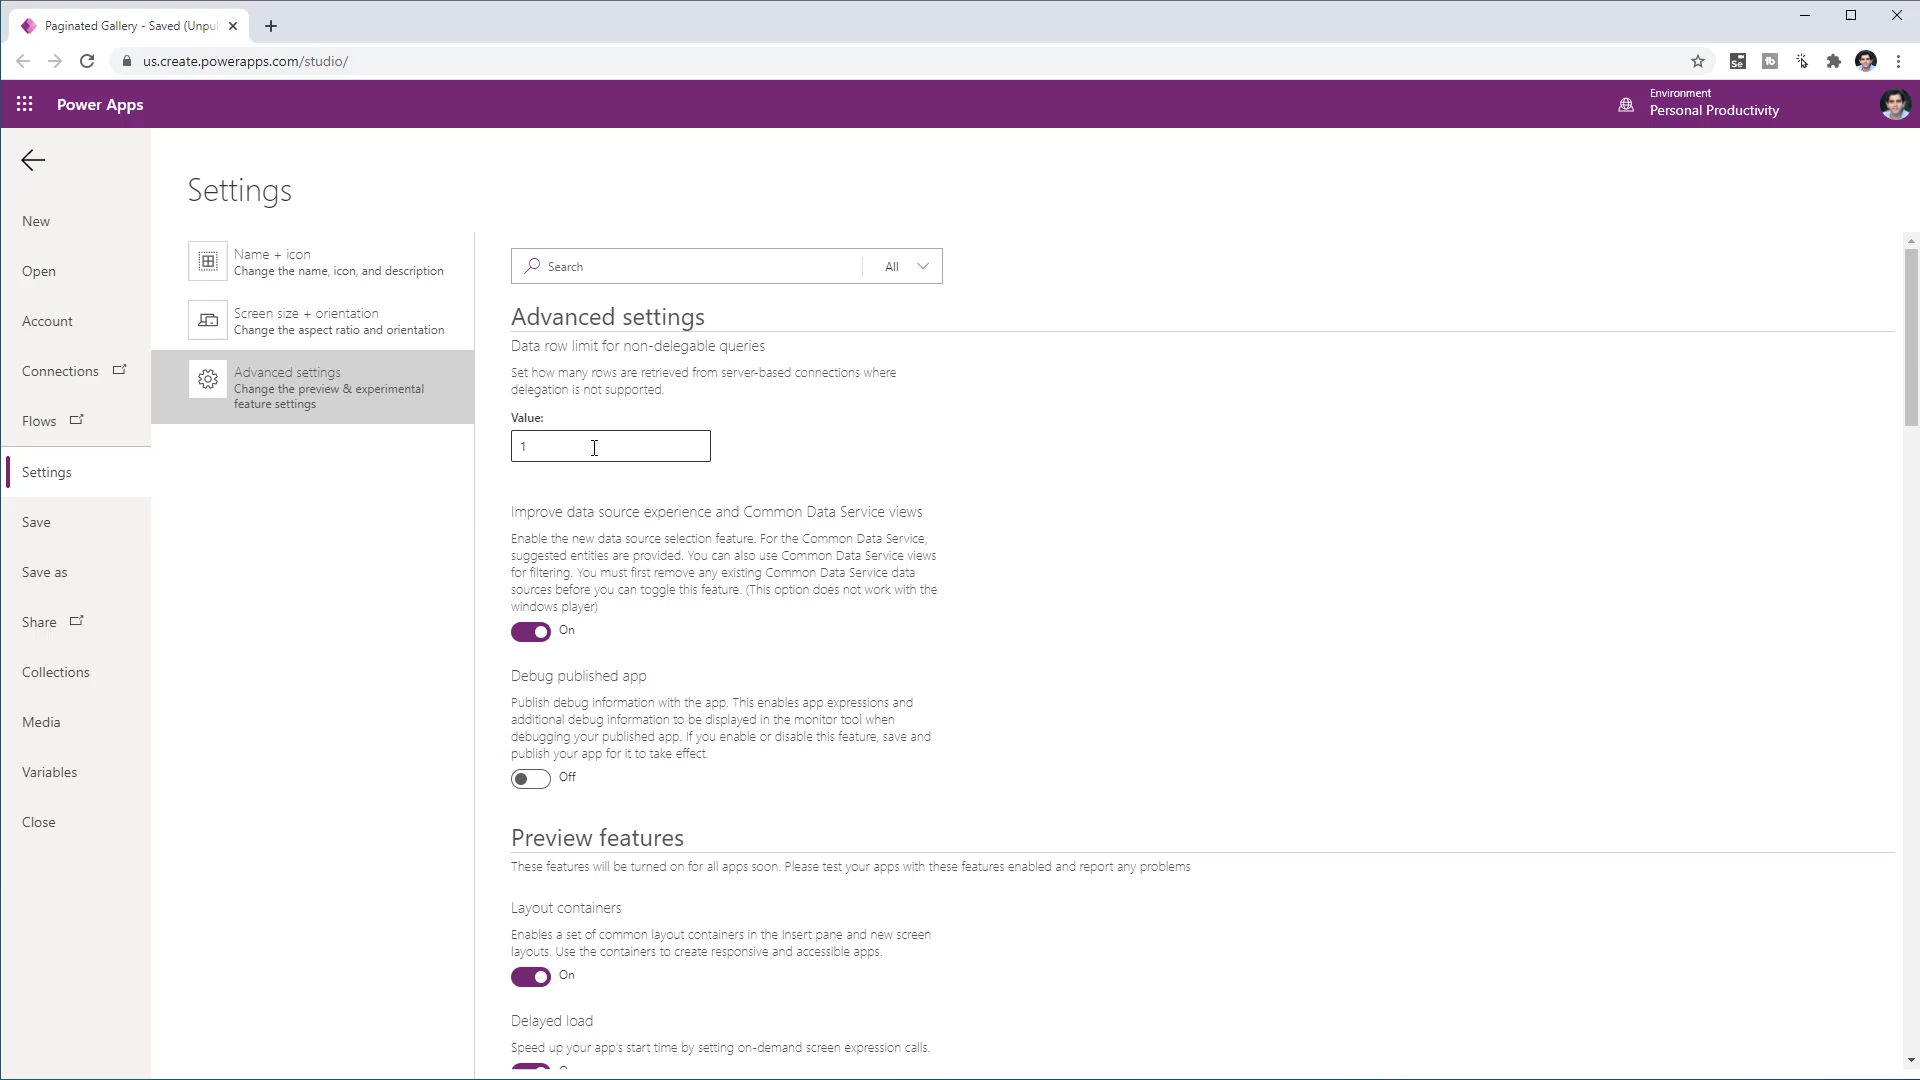 Paginated Gallery - Saved (Unpu
us.create.powerapps.com/studio/
Power Apps
Environment
Personal Productivity
New
Open
Account
Connections
Flows
Settings
Save
Save as
Share
Collections
Media
Variables
Close
Settings
Name + icon
Change the name, icon, and description
Screen size + orientation
Change the aspect ratio and orientation
Advanced settings
Change the preview & experimental
feature settings
Search
All
Advanced settings
Data row limit for non-delegable queries
Set how many rows are retrieved from server-based connections where
delegation is not supported.
Value:
1
Improve data source experience and Common Data Service views
Enable the new data source selection feature. For the Common Data Service,
suggested entities are provided. You can also use Common Data Service views
for filtering. You must first remove any existing Common Data Service data
sources before you can toggle this feature. (This option does not work with the
windows player)
On
Debug published app
Publish debug information with the app. This enables app expressions and
additional debug information to be displayed in the monitor tool when
debugging your published app. If you enable or disable this feature, save and
publish your app for it to take effect.
Off
Preview features
These features will be turned on for all apps soon. Please test your apps with these features enabled and report any problems
Layout containers
Enables a set of common layout containers in the Insert pane and new screen
layouts. Use the containers to create responsive and accessible apps.
On
Delayed load
Speed up your app's start time by setting on-demand screen expression calls.